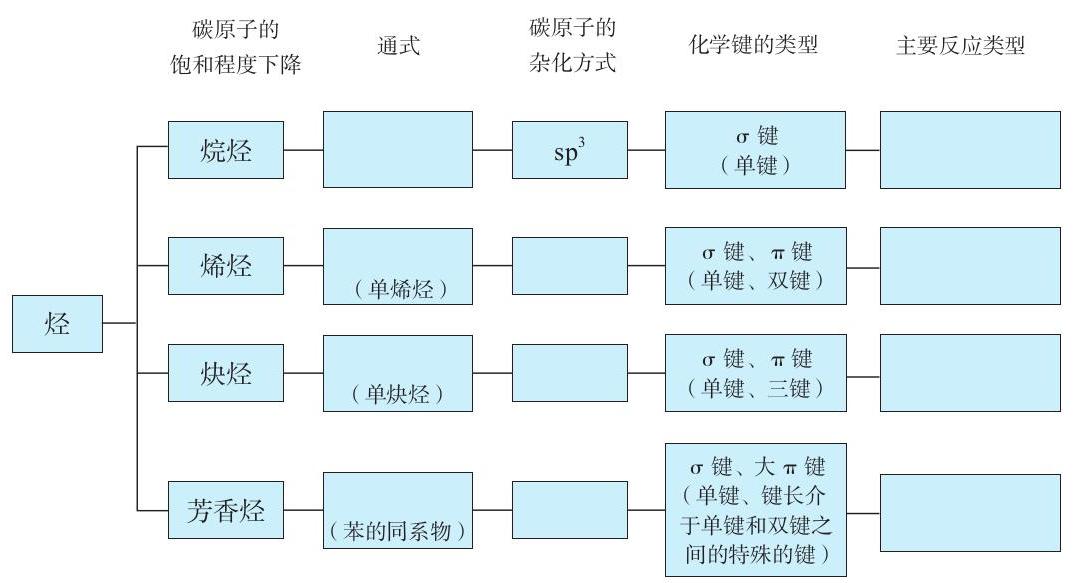 碳原子的
饱和程度下降
通式
碳原子的
杂化方式
化学键的类型
主要反应类型
烃
烷烃
sp³
σ 键
（单键）
烯烃
（单烯烃）
σ 键、π 键
（单键、双键）
炔烃
（单炔烃）
σ 键、π 键
（单键、三键）
芳香烃
（苯的同系物）
σ 键、大 π 键
（单键、键长介
于单键和双键之
间的特殊的键）